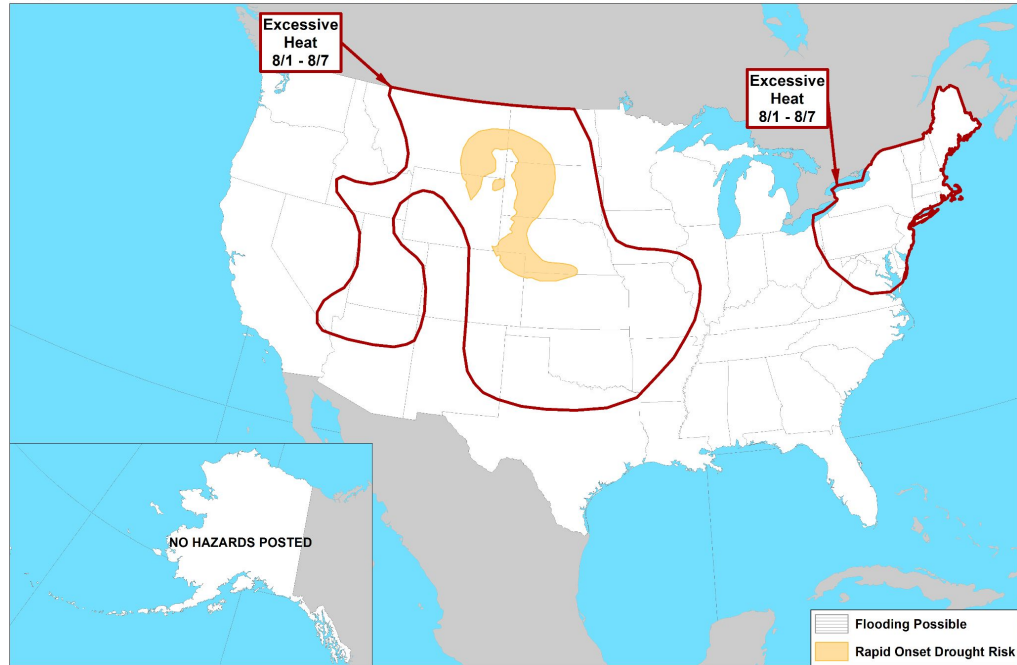 Excessive
Heat
8/1 - 8/7
Excessive
Heat
8/1 - 8/7
NO HAZARDS POSTED
Flooding Possible
Rapid Onset Drought Risk